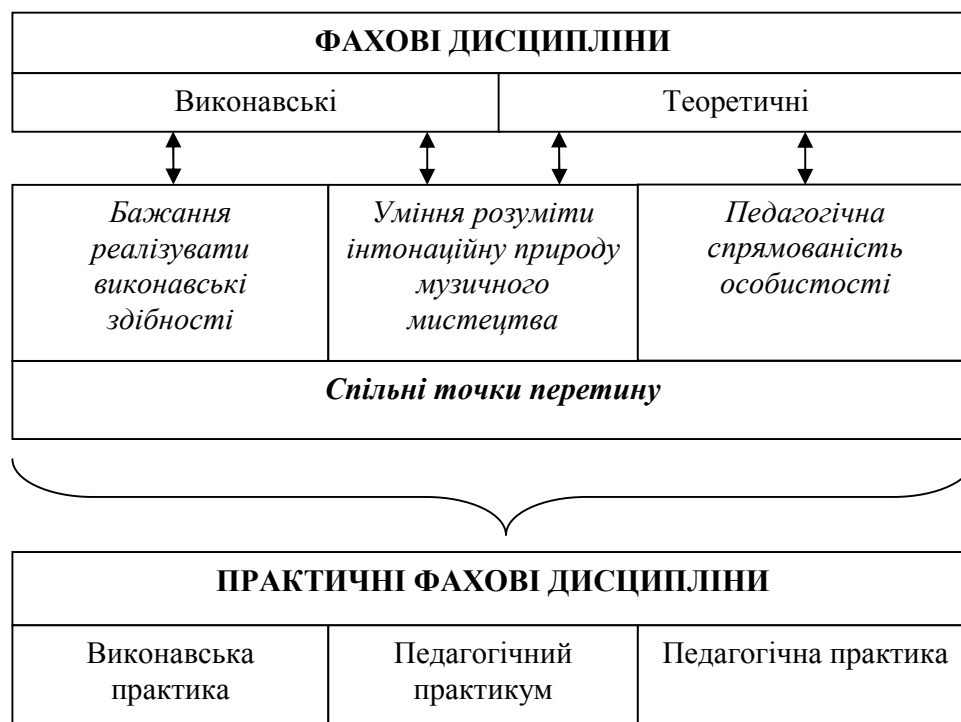 ФАХОВІ ДИСЦИПЛІНИ
Виконавські
Теоретичні
Бажання
реалізувати
виконавські
здібності
Уміння розуміти
інтонаційну природу
музичного
мистецтва
Педагогічна
спрямованість
особистості
Спільні точки перетину
ПРАКТИЧНІ ФАХОВІ ДИСЦИПЛІНИ
Виконавська
практика
Педагогічний
практикум
Педагогічна практика